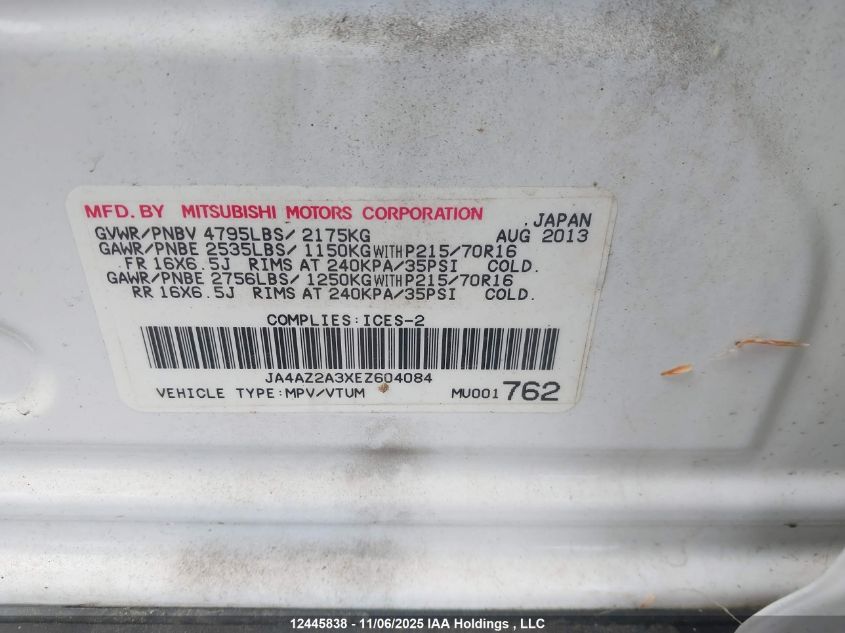 MFD. BY MITSUBISHI MOTORS CORPORATION JAPAN
GVWR/PNBV 4795LBS/ 2175KG AUG 2013
GAWR/PNBE 2535LBS/ 1150KG WITH P215/70R16
FR 16X6.5J RIMS AT 240KPA/35PSI COLD.
GAWR/PNBE 2756LBS/ 1250KG WITH P215/70R16
RR 16X6.5J RIMS AT 240KPA/35PSI COLD.
COMPLIES:ICES-2
JA4AZ2A3XEZ604084
VEHICLE TYPE:MPV/VTUM MU001 762
12445838 - 11/06/2025 IAA Holdings , LLC